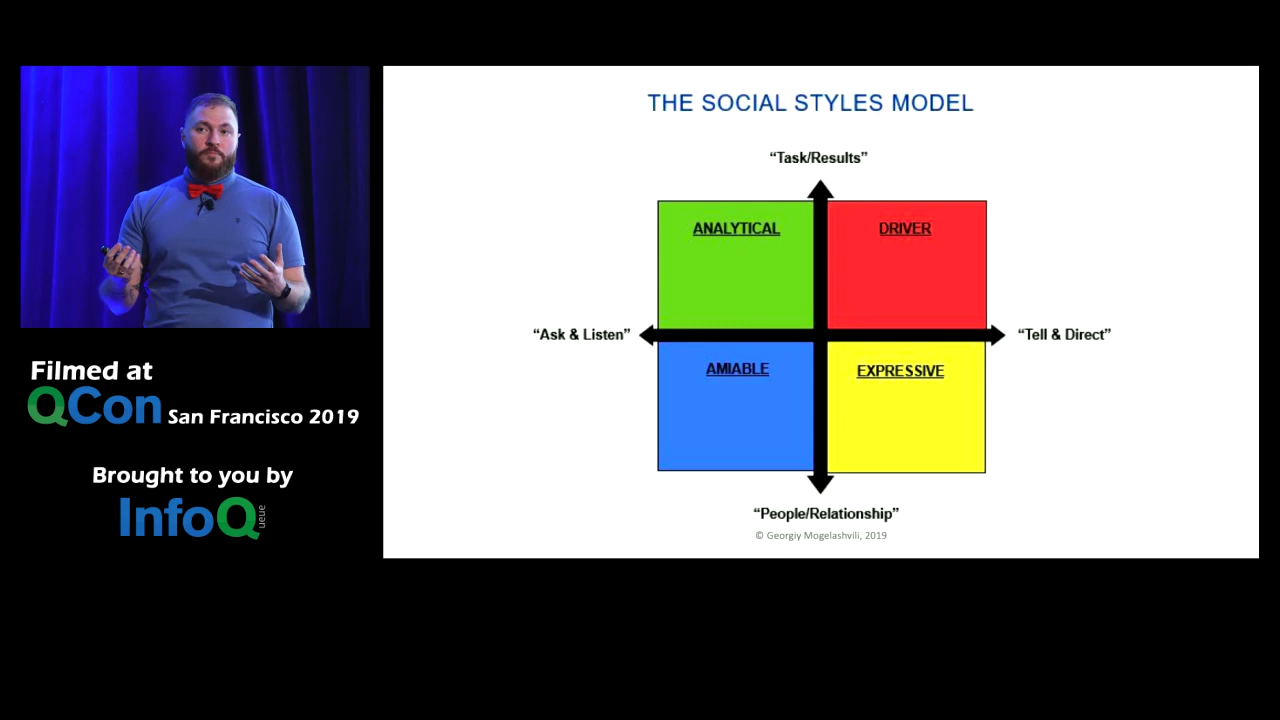 THE SOCIAL STYLES MODEL
“Task/Results”
ANALYTICAL
DRIVER
“Ask & Listen”
“Tell & Direct”
AMIABLE
EXPRESSIVE
“People/Relationship”
© Georgiy Mogelashvili, 2019
Filmed at
QCon San Francisco 2019
Brought to you by
InfoQueue